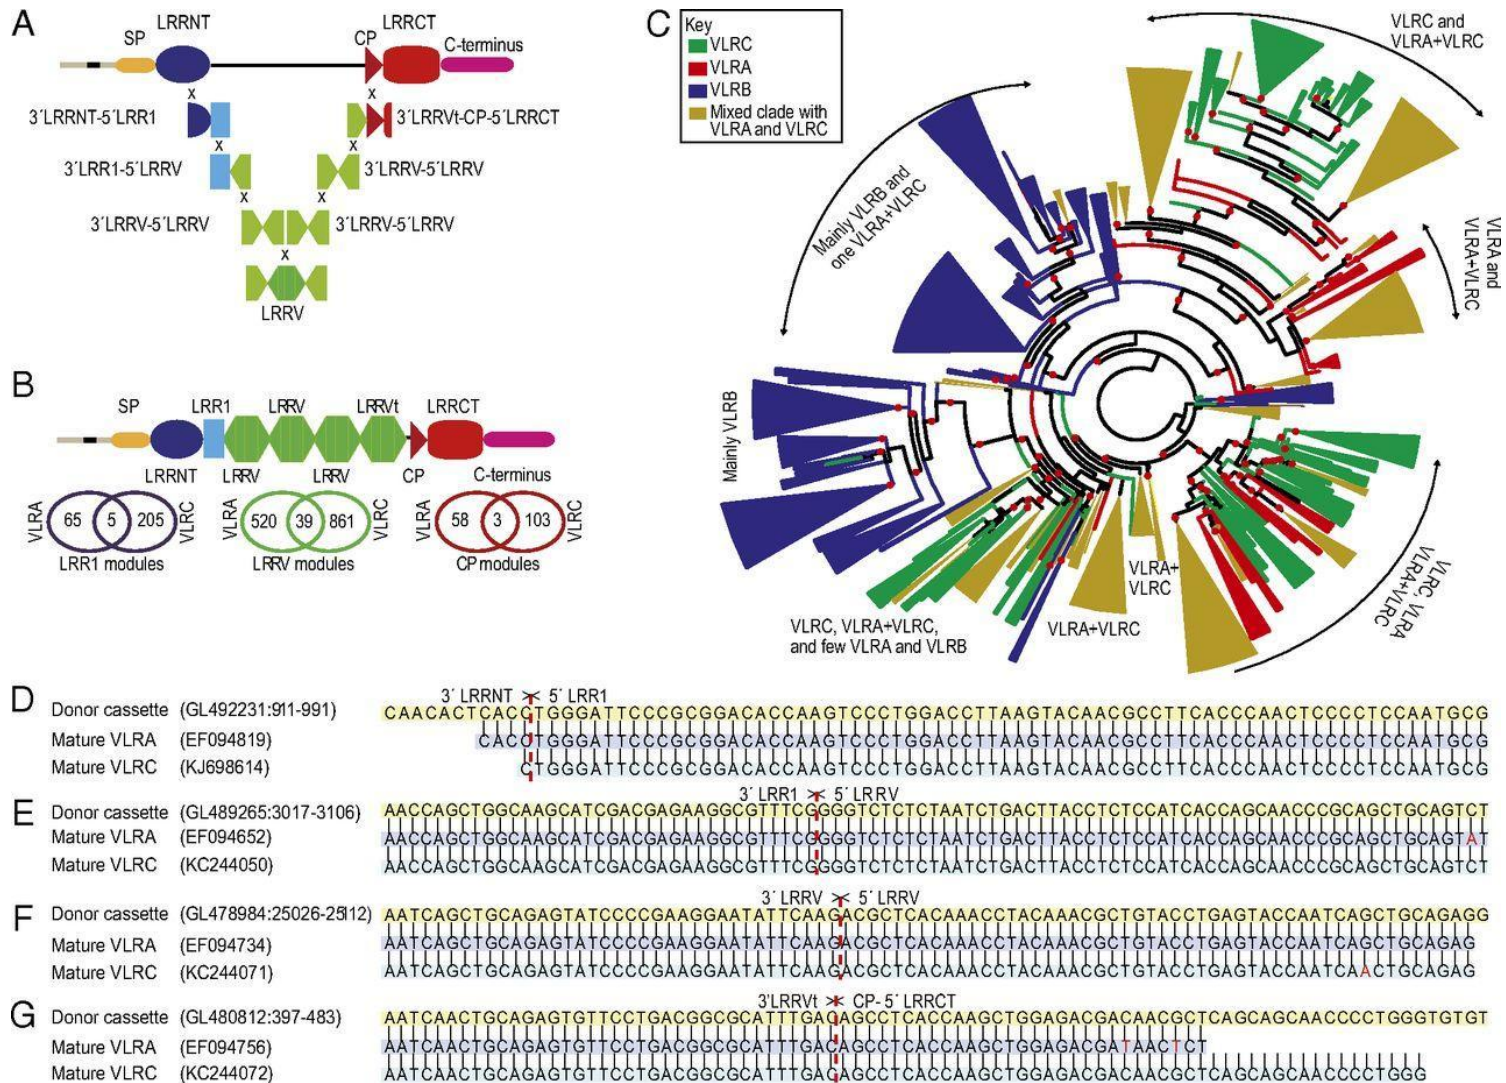 A
LRRNT
LRRCT
SP
CP
C-terminus
x
x
3´LRRNT-5´LRR1
3´LRRVt-CP-5´LRRCT
x
x
3´LRR1-5´LRRV
3´LRRV-5´LRRV
x
x
3´LRRV-5´LRRV
3´LRRV-5´LRRV
x
LRRV
B
SP
LRR1
LRRV
LRRVt
LRRCT
LRRNT
LRRV
LRRV
CP
C-terminus
VLRA
65
5
205
VLRC
LRR1 modules
VLRA
520
39
861
VLRC
LRRV modules
VLRA
58
3
103
VLRC
CP modules
C
Key
VLRC
VLRA
VLRB
Mixed clade with
VLRA and VLRC
VLRC and
VLRA+VLRC
Mainly VLRB and
one VLRA+VLRC
VLRA and
VLRA+VLRC
Mainly VLRB
VLRC, VLRA+VLRC,
and few VLRA and VLRB
VLRA+VLRC
VLRA+
VLRC
VLRC, VLRA
VLRA+VLRC
D
3´ LRRNT
5´ LRR1
Donor cassette (GL492231:911-991) CAACACTCACCTGGGATTCCCGCGGACACCAAGTCCCTGGACCTTAAGTACAACGCCTTCACCCAACTCCCCTCCAATGCG
Mature VLRA (EF094819) CACCTGGGATTCCCGCGGACACCAAGTCCCTGGACCTTAAGTACAACGCCTTCACCCAACTCCCCTCCAATGCG
Mature VLRC (KJ698614) CTGGGATTCCCGCGGACACCAAGTCCCTGGACCTTAAGTACAACGCCTTCACCCAACTCCCCTCCAATGCG
E
3´ LRR1
5´ LRRV
Donor cassette (GL489265:3017-3106) AACCAGCTGGCAAGCATCGACGAGAAGGCGTTTCGGGGTCTCTCTAATCTGACTTACCTCTCCATCACCAGCAACCCGCAGCTGCAGTCT
Mature VLRA (EF094652) AACCAGCTGGCAAGCATCGACGAGAAGGCGTTTCGGGGTCTCTCTAATCTGACTTACCTCTCCATCACCAGCAACCCGCAGCTGCAGTAT
Mature VLRC (KC244050) AACCAGCTGGCAAGCATCGACGAGAAGGCGTTTCGGGGTCTCTCTAATCTGACTTACCTCTCCATCACCAGCAACCCGCAGCTGCAGTCT
F
3´ LRRV
5´ LRRV
Donor cassette (GL478984:25026-25112) AATCAGCTGCAGAGTATCCCCGAAGGAATATTCAAGACGCTCACAAACCTACAAACGCTGTACCTGAGTACCAATCAGCTGCAGAGG
Mature VLRA (EF094734) AATCAGCTGCAGAGTATCCCCGAAGGAATATTCAAGACGCTCACAAACCTACAAACGCTGTACCTGAGTACCAATCAGCTGCAGAG
Mature VLRC (KC244071) AATCAGCTGCAGAGTATCCCCGAAGGAATATTCAAGACGCTCACAAACCTACAAACGCTGTACCTGAGTACCAATCAACTGCAGAG
G
3'LRRVt
CP- 5´ LRRCT
Donor cassette (GL480812:397-483) AATCAACTGCAGAGTGTTCCTGACGGCGCATTTGACAGCCTCACCAAGCTGGAGACGACAACGCTCAGCAGCAACCCCTGGGTGTGT
Mature VLRA (EF094756) AATCAACTGCAGAGTGTTCCTGACGGCGCATTTGACAGCCTCACCAAGCTGGAGACGATAACTCT
Mature VLRC (KC244072) AATCAACTGCAGAGTGTTCCTGACGGCGCATTTGACAGCCTCACCAAGCTGGAGACGACAACGCTCAGCAGCAACCCCTGGG